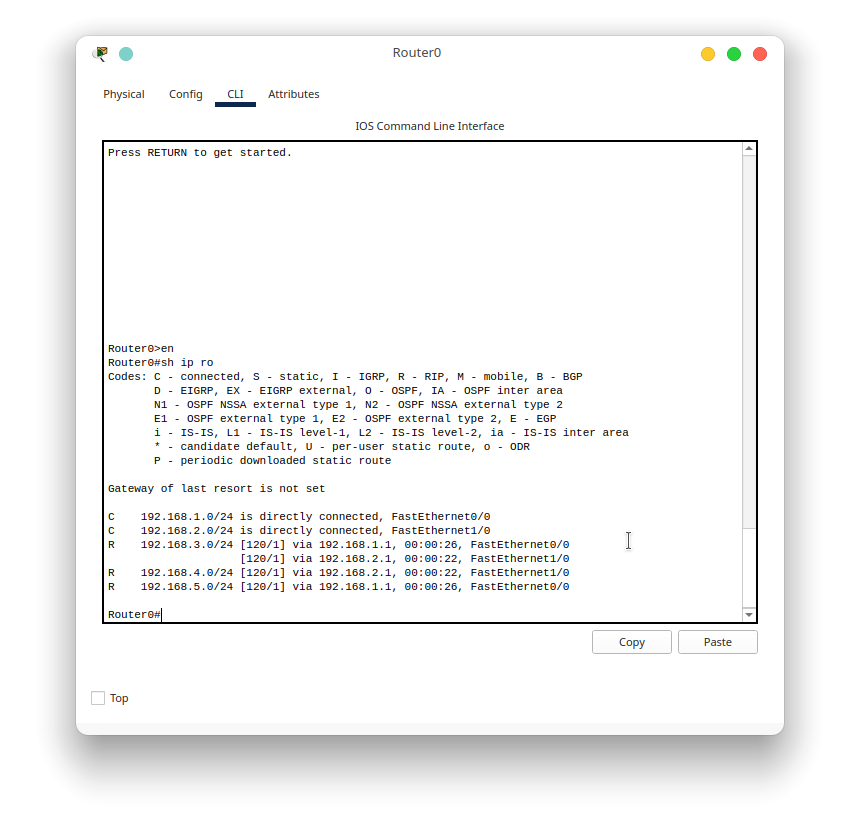 Router0
Physical Config CLI Attributes
IOS Command Line Interface
Press RETURN to get started.
Router0>en
Router0#sh ip ro
Codes: C - connected, S - static, I - IGRP, R - RIP, M - mobile, B - BGP
       D - EIGRP, EX - EIGRP external, O - OSPF, IA - OSPF inter area
       N1 - OSPF NSSA external type 1, N2 - OSPF NSSA external type 2
       E1 - OSPF external type 1, E2 - OSPF external type 2, E - EGP
       i - IS-IS, L1 - IS-IS level-1, L2 - IS-IS level-2, ia - IS-IS inter area
       * - candidate default, U - per-user static route, o - ODR
       P - periodic downloaded static route
Gateway of last resort is not set
C    192.168.1.0/24 is directly connected, FastEthernet0/0
C    192.168.2.0/24 is directly connected, FastEthernet1/0
R    192.168.3.0/24 [120/1] via 192.168.1.1, 00:00:26, FastEthernet0/0
                    [120/1] via 192.168.2.1, 00:00:22, FastEthernet1/0
R    192.168.4.0/24 [120/1] via 192.168.2.1, 00:00:22, FastEthernet1/0
R    192.168.5.0/24 [120/1] via 192.168.1.1, 00:00:26, FastEthernet0/0
Router0#
Copy Paste
Top